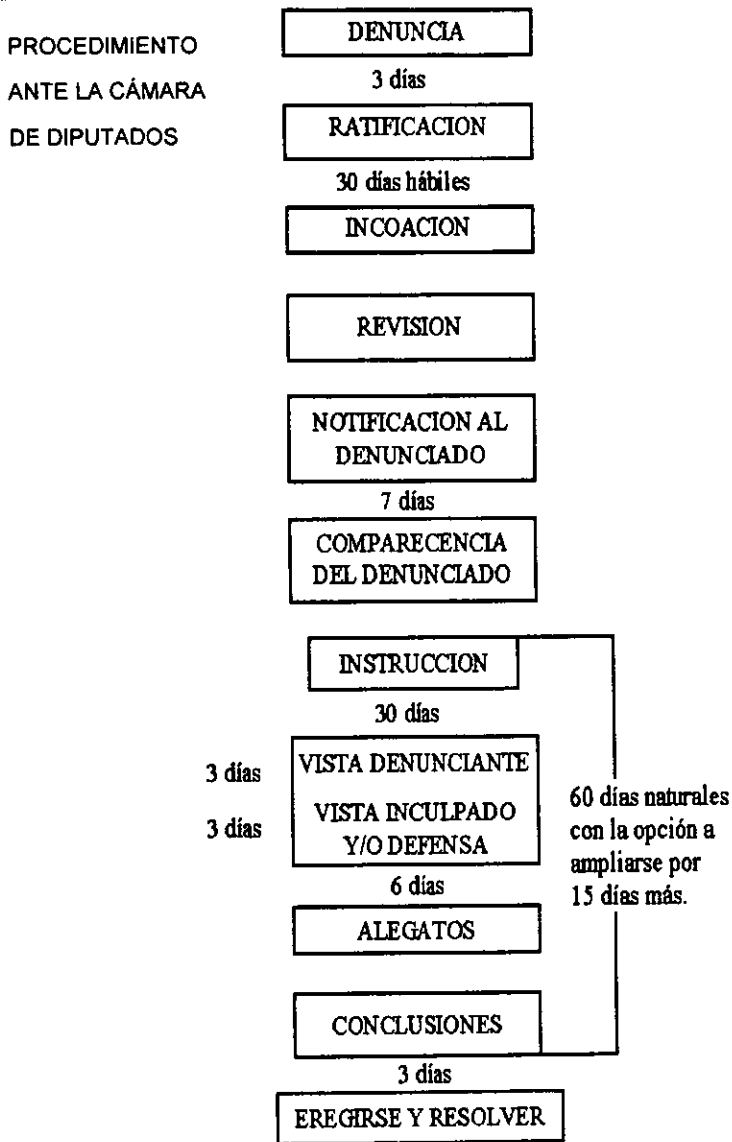 PROCEDIMIENTO
ANTE LA CÁMARA
DE DIPUTADOS
DENUNCIA
3 días
RATIFICACION
30 días hábiles
INCOACION
REVISION
NOTIFICACION AL
DENUNCIADO
7 días
COMPARECENCIA
DEL DENUNCIADO
INSTRUCCION
30 días
3 días
VISTA DENUNCIANTE
3 días
VISTA INCULPADO
Y/O DEFENSA
6 días
ALEGATOS
CONCLUSIONES
3 días
EREGIRSE Y RESOLVER
60 días naturales
con la opción a
ampliarse por
15 días más.